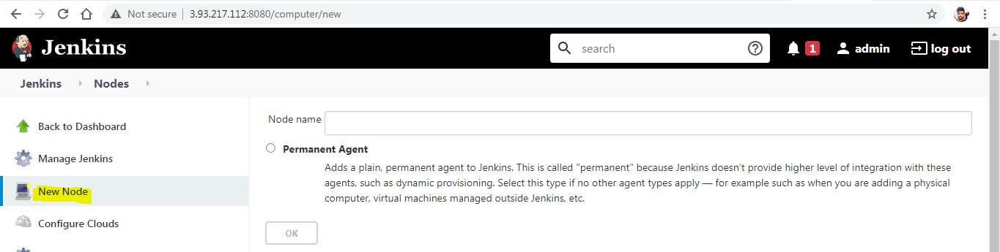 Not secure | 3.93.217.112:8080/computer/new
Jenkins
search
1
admin
log out
Jenkins
Nodes
Back to Dashboard
Manage Jenkins
New Node
Configure Clouds
Node name
Permanent Agent
Adds a plain, permanent agent to Jenkins. This is called "permanent" because Jenkins doesn't provide higher level of integration with these
agents, such as dynamic provisioning. Select this type if no other agent types apply — for example such as when you are adding a physical
computer, virtual machines managed outside Jenkins, etc.
OK